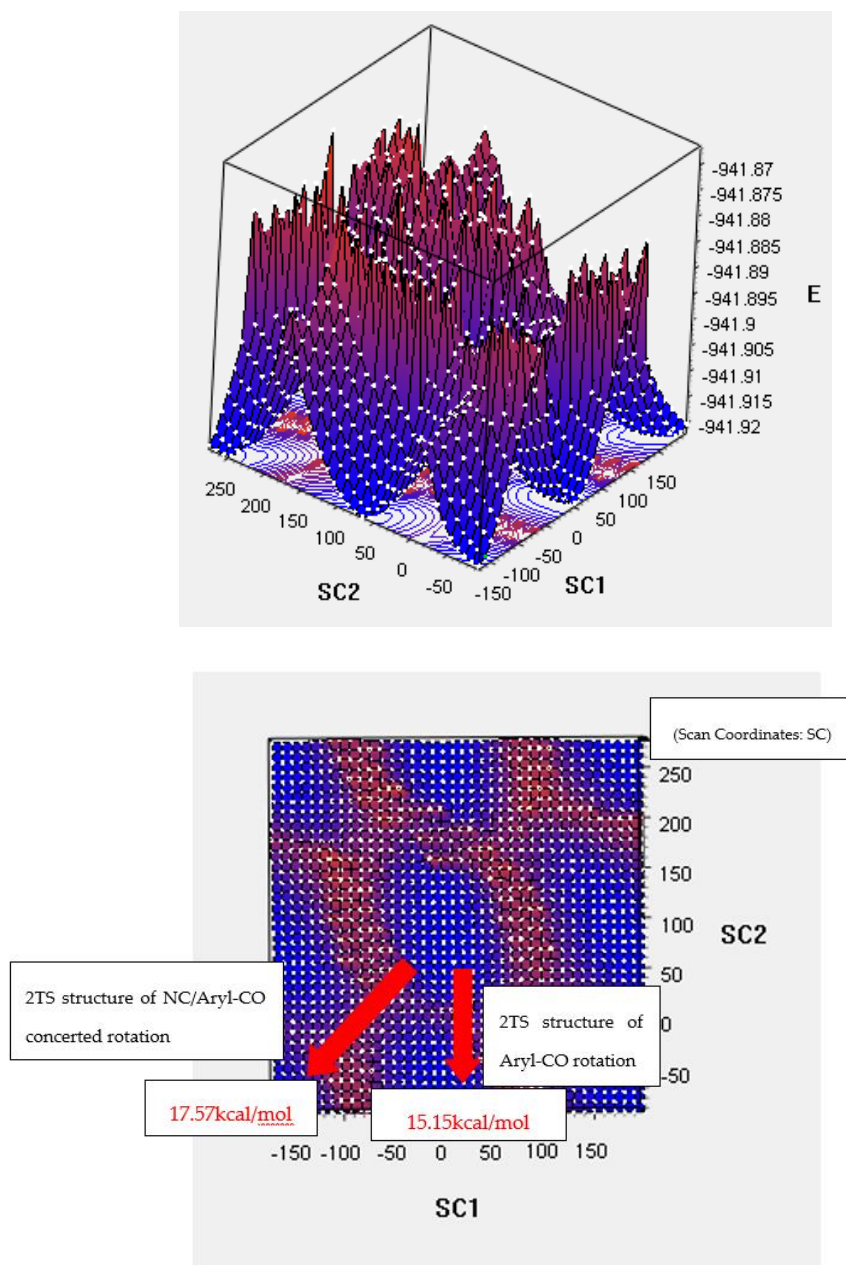 -941.87
-941.875
-941.88
-941.885
-941.89
-941.895
E
-941.9
-941.905
-941.91
-941.915
-941.92
250
200
150
100
50
0
-50
SC2
-150
-100
-50
0
50
100
150
SC1
(Scan Coordinates: SC)
250
200
150
100
SC2
50
0
-50
2TS structure of NC/Aryl-CO
concerted rotation
2TS structure of
Aryl-CO rotation
17.57kcal/mol
15.15kcal/mol
-150 -100 -50 0 50 100 150
SC1